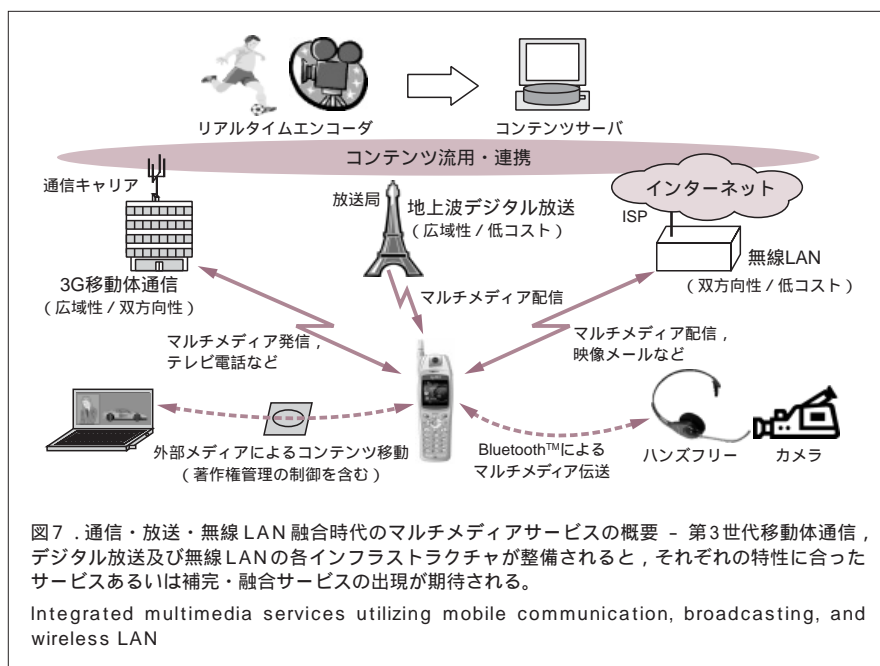 リアルタイムエンコーダ
コンテンツサーバ
コンテンツ流用・連携
通信キャリア
放送局
地上波デジタル放送
（広域性／低コスト）
インターネット
ISP
無線LAN
（双方向性／低コスト）
3G移動体通信
（広域性／双方向性）
マルチメディア配信
マルチメディア発信，
テレビ電話など
マルチメディア配信，
映像メールなど
外部メディアによるコンテンツ移動
（著作権管理の制御を含む）
Bluetooth™による
マルチメディア伝送
ハンズフリー
カメラ
図7．通信・放送・無線LAN融合時代のマルチメディアサービスの概要 － 第3世代移動体通信，
デジタル放送及び無線LANの各インフラストラクチャが整備されると，それぞれの特性に合った
サービスあるいは補完・融合サービスの出現が期待される。
Integrated multimedia services utilizing mobile communication, broadcasting, and
wireless LAN